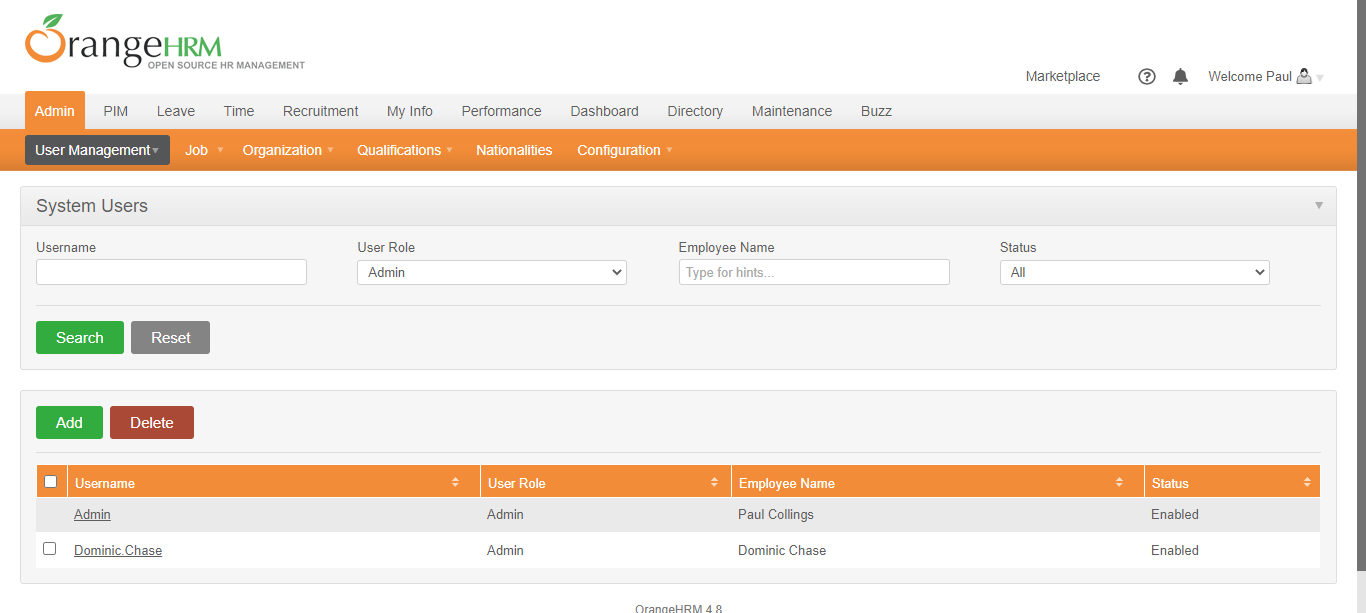 OrangeHRM
OPEN SOURCE HR MANAGEMENT
Marketplace Welcome Paul
Admin PIM Leave Time Recruitment My Info Performance Dashboard Directory Maintenance Buzz
User Management Job Organization Qualifications Nationalities Configuration
System Users
Username User Role Employee Name Status
Admin Type for hints... All
Search Reset
Add Delete
Username User Role Employee Name Status
Admin Admin Paul Collings Enabled
Dominic.Chase Admin Dominic Chase Enabled
OrangeHRM 4.8